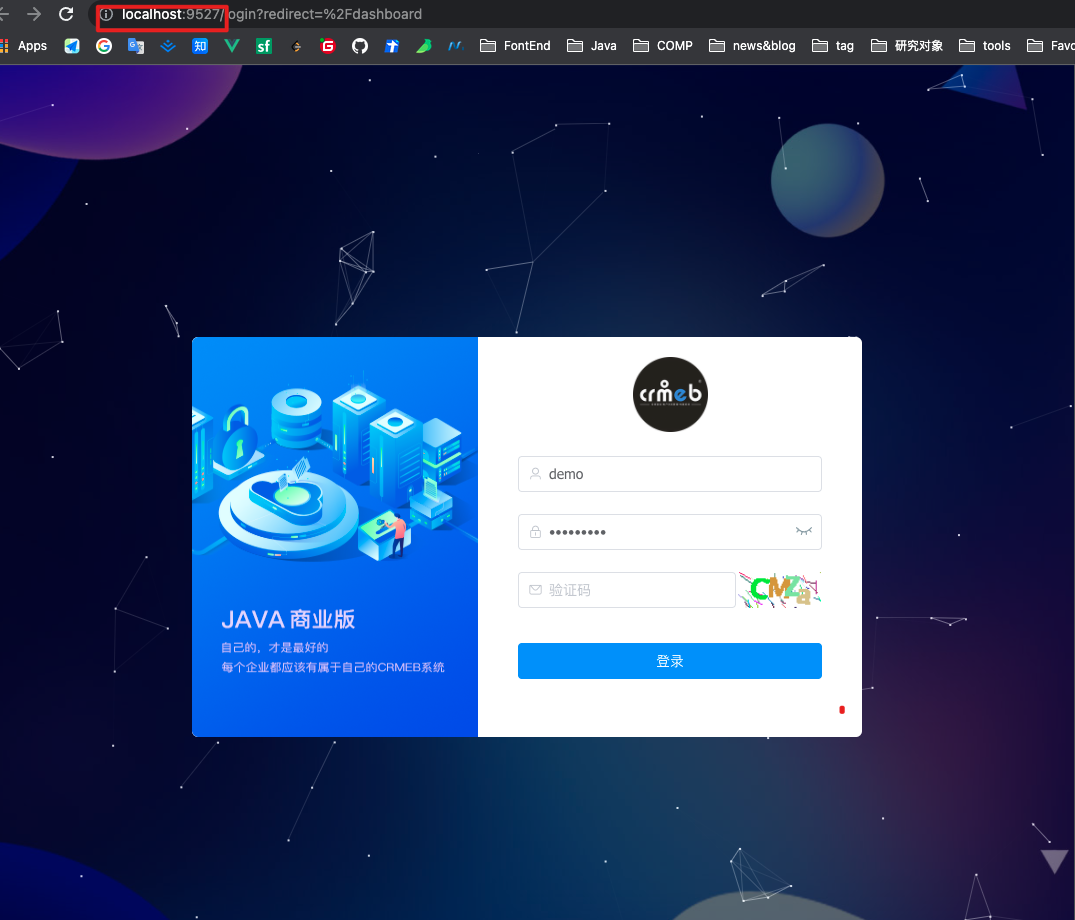 localhost:9527/login?redirect=%2Fdashboard
Apps
知
sf
G
FontEnd
Java
COMP
news&blog
tag
研究对象
tools
Favo
crmeb
demo
•••••••••
验证码
CMZa
JAVA 商业版
自己的，才是最好的
每个企业都应该有属于自己的CRMEB系统
登录